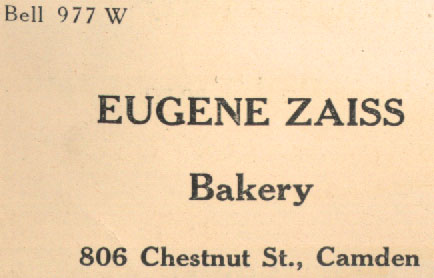 Bell 977 W
EUGENE ZAISS
Bakery
806 Chestnut St., Camden